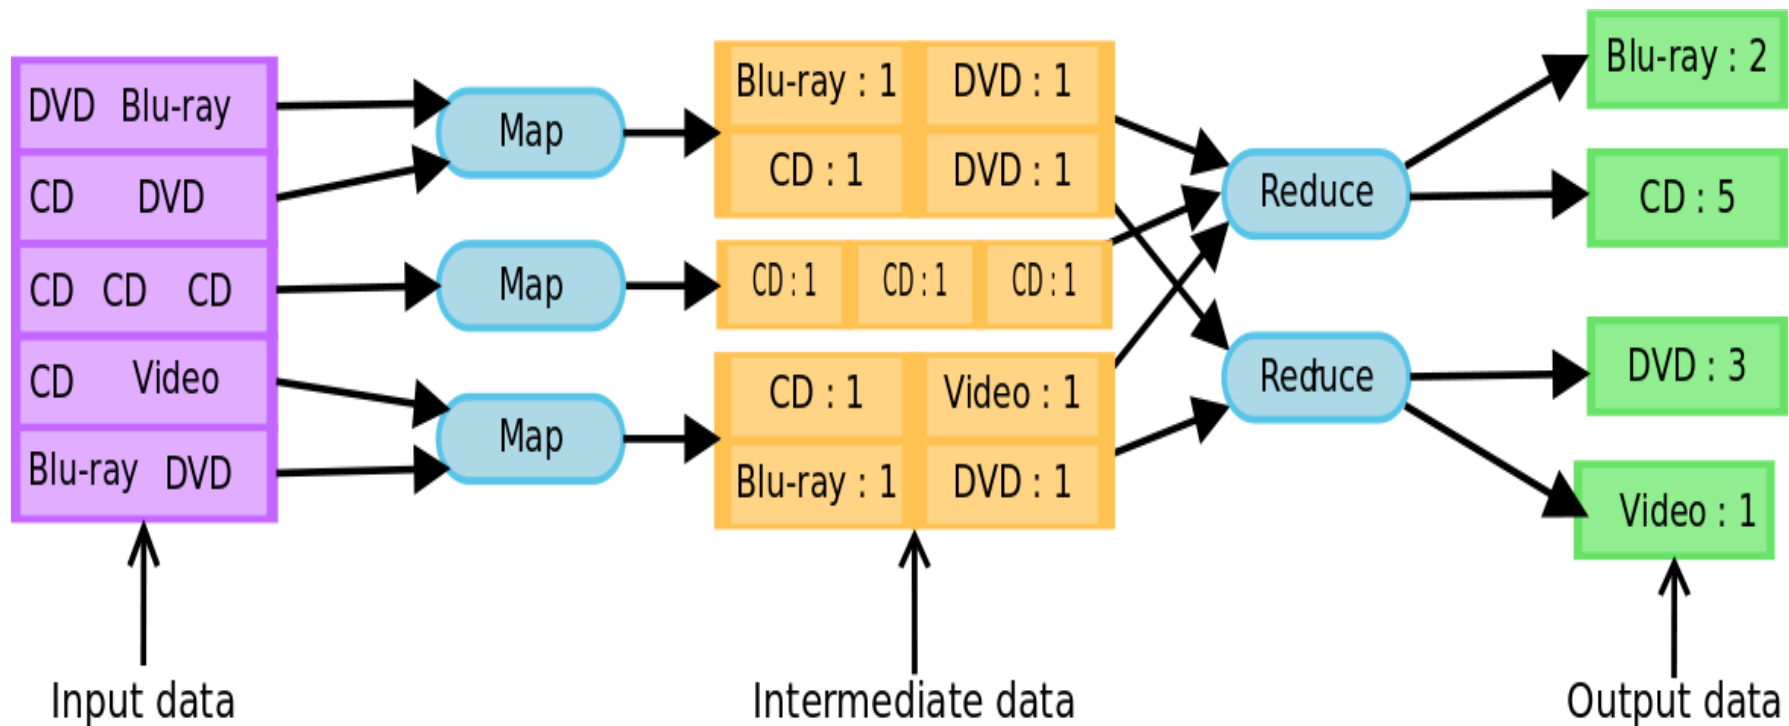 DVD Blu-ray
CD DVD
CD CD CD
CD Video
Blu-ray DVD
Input data
Map
Map
Map
Blu-ray : 1 DVD : 1
CD : 1 DVD : 1
CD : 1 CD : 1 CD : 1
CD : 1 Video : 1
Blu-ray : 1 DVD : 1
Intermediate data
Reduce
Reduce
Blu-ray : 2
CD : 5
DVD : 3
Video : 1
Output data